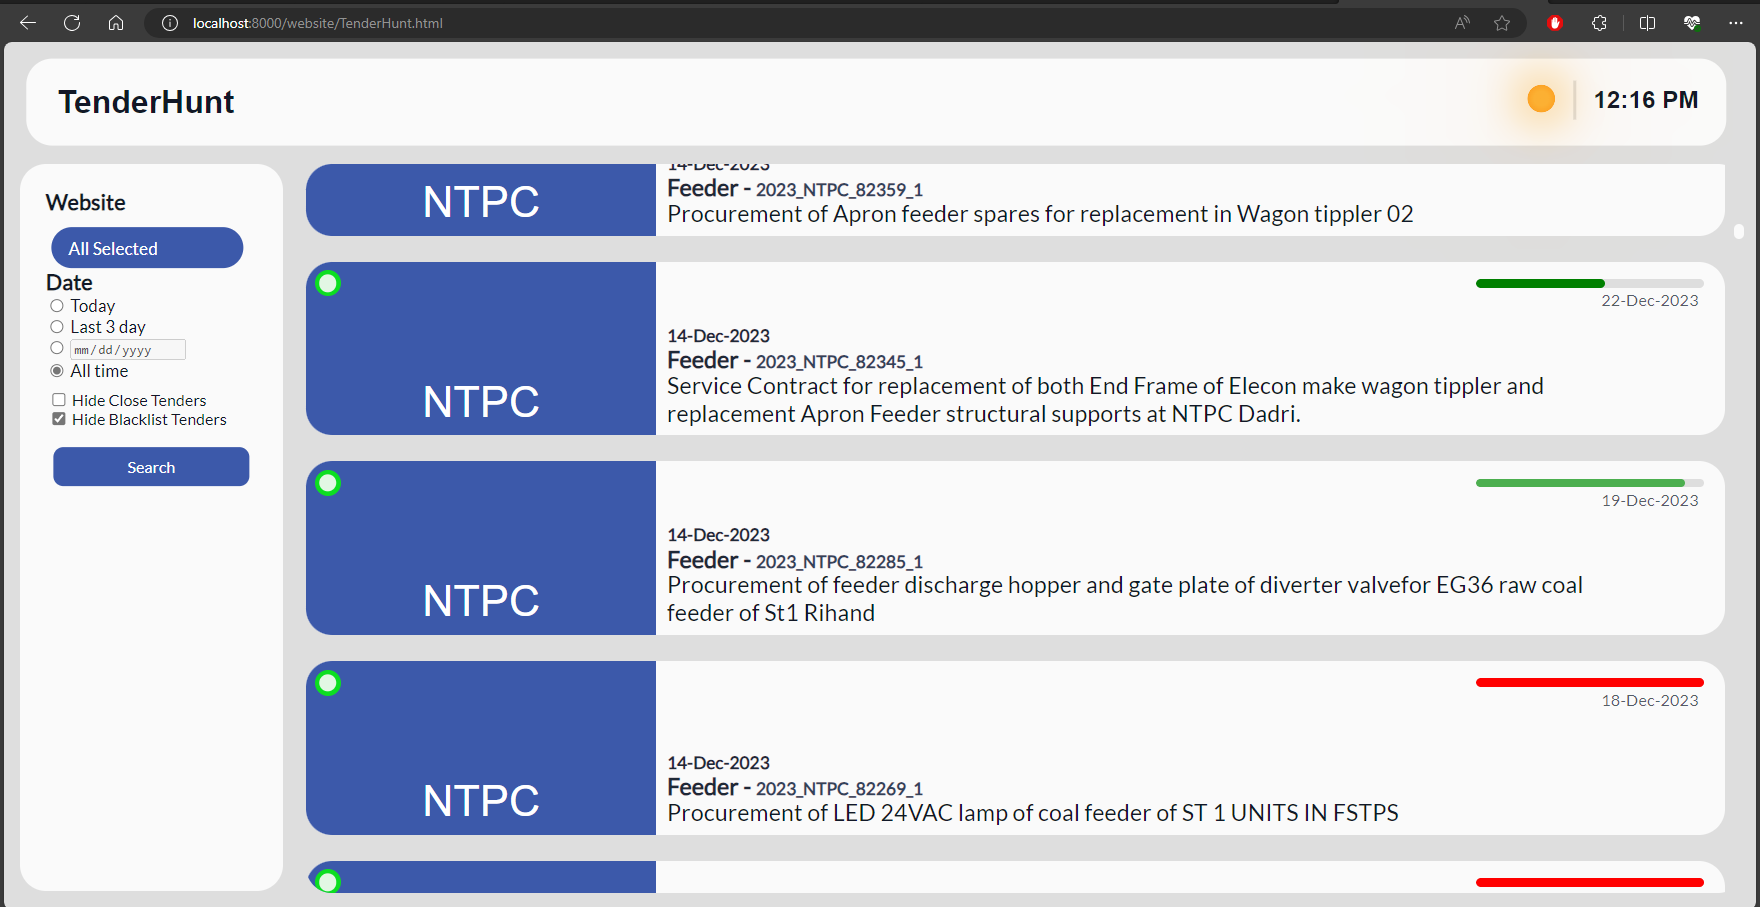 localhost:8000/website/TenderHunt.html
TenderHunt
12:16 PM
Website
All Selected
Date
Today
Last 3 day
mm/dd/yyyy
All time
Hide Close Tenders
Hide Blacklist Tenders
Search
NTPC
14-Dec-2023
Feeder - 2023_NTPC_82359_1
Procurement of Apron feeder spares for replacement in Wagon tippler 02
NTPC
22-Dec-2023
14-Dec-2023
Feeder - 2023_NTPC_82345_1
Service Contract for replacement of both End Frame of Elecon make wagon tippler and
replacement Apron Feeder structural supports at NTPC Dadri.
NTPC
19-Dec-2023
14-Dec-2023
Feeder - 2023_NTPC_82285_1
Procurement of feeder discharge hopper and gate plate of diverter valvefor EG36 raw coal
feeder of St1 Rihand
NTPC
18-Dec-2023
14-Dec-2023
Feeder - 2023_NTPC_82269_1
Procurement of LED 24VAC lamp of coal feeder of ST 1 UNITS IN FSTPS